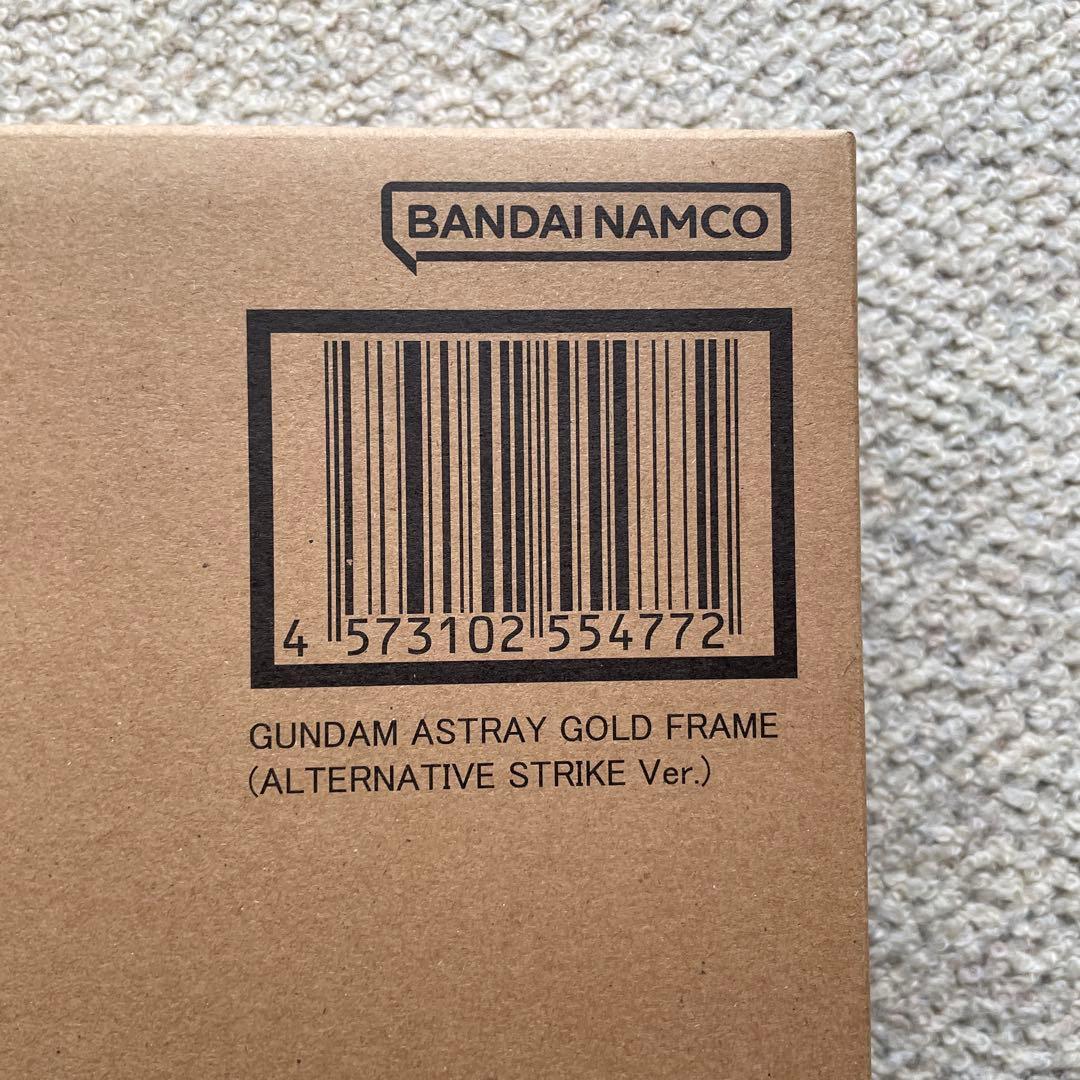 BANDAI NAMCO
4 573102 554772
GUNDAM ASTRAY GOLD FRAME
(ALTERNATIVE STRIKE Ver.)